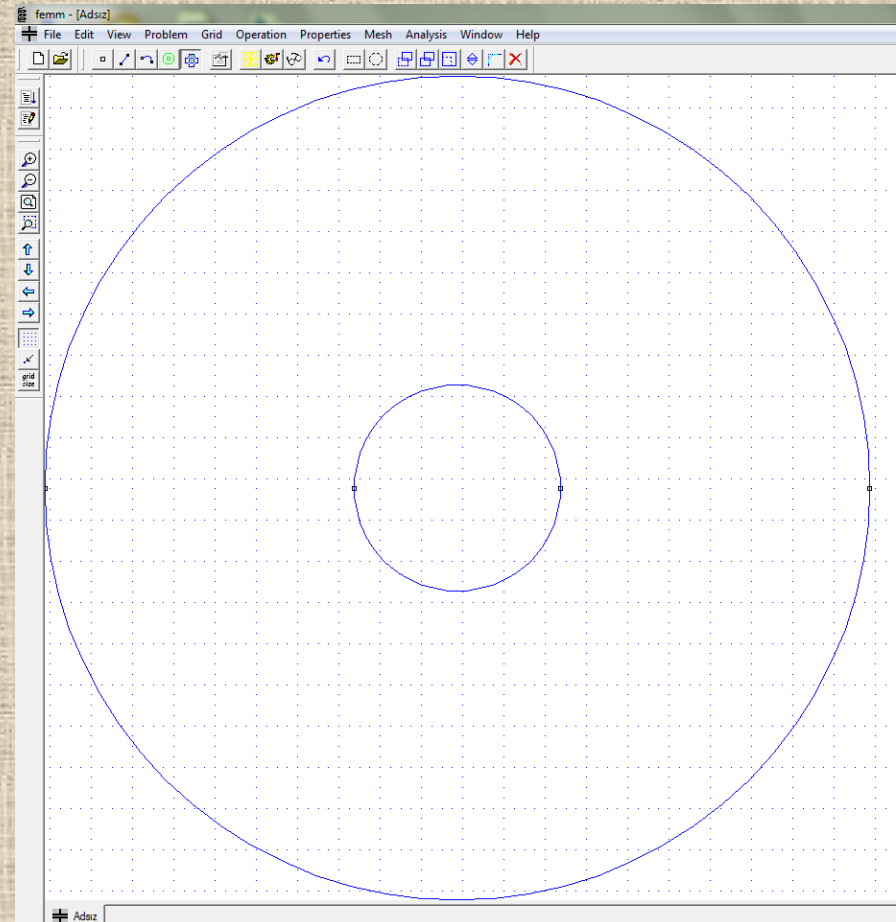 femm - [Adsız]
File Edit View Problem Grid Operation Properties Mesh Analysis Window Help
grid
size
Adsız